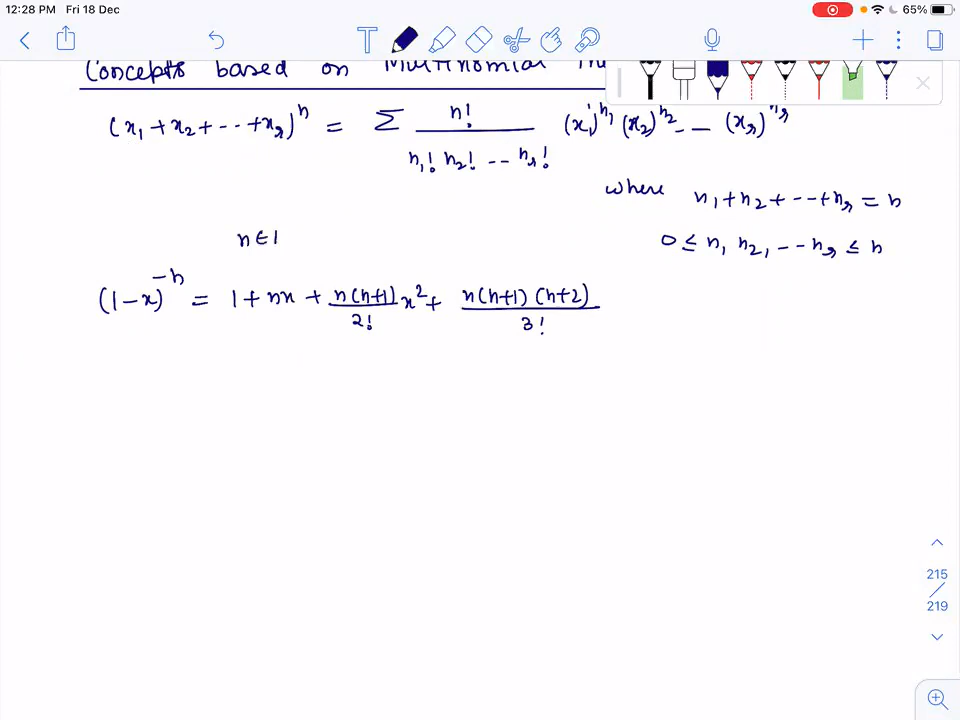 12:28 PM Fri 18 Dec
65%
Concepts based on Multinomial
(x₁ + x₂ + -- + xᵣ)ⁿ = Σ n! / (n₁! n₂! -- nᵣ!) (x₁)ⁿ¹ (x₂)ⁿ² -- (xᵣ)ⁿʳ
where n₁ + n₂ + -- + nᵣ = n
n ∈ I
0 ≤ n₁ n₂, -- nᵣ ≤ n
(1 - x)⁻ⁿ = 1 + nx + n(n+1)/2! x² + n(n+1)(n+2)/3!
215
/
219